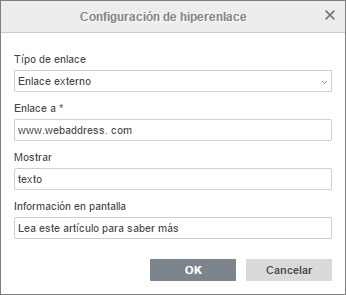 Configuración de hiperenlace
Típo de enlace
Enlace externo
Enlace a *
www.webaddress. com
Mostrar
texto
Información en pantalla
Lea este artículo para saber más
OK
Cancelar